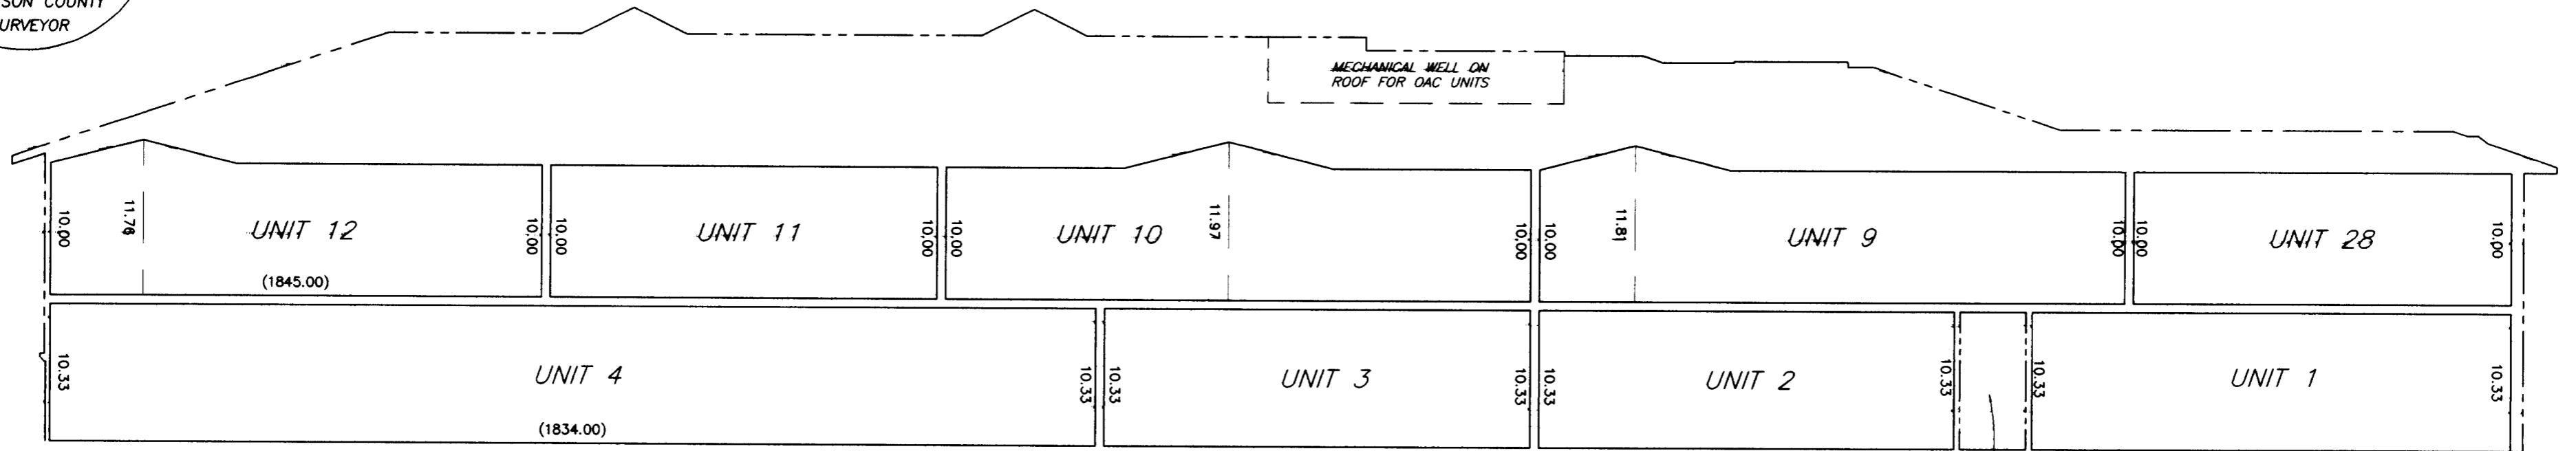 SON COUNTY
URVEYOR
MECHANICAL WELL ON
ROOF FOR OAC UNITS
10.00
11.76
UNIT 12
10.00
(1845.00)
10.00
UNIT 11
10.00
10.00
UNIT 10
11.97
10.00
10.00
11.81
UNIT 9
10.00
10.00
UNIT 28
10.00
10.33
UNIT 4
10.33
(1834.00)
10.33
UNIT 3
10.33
10.33
UNIT 2
10.33
10.33
UNIT 1
10.33